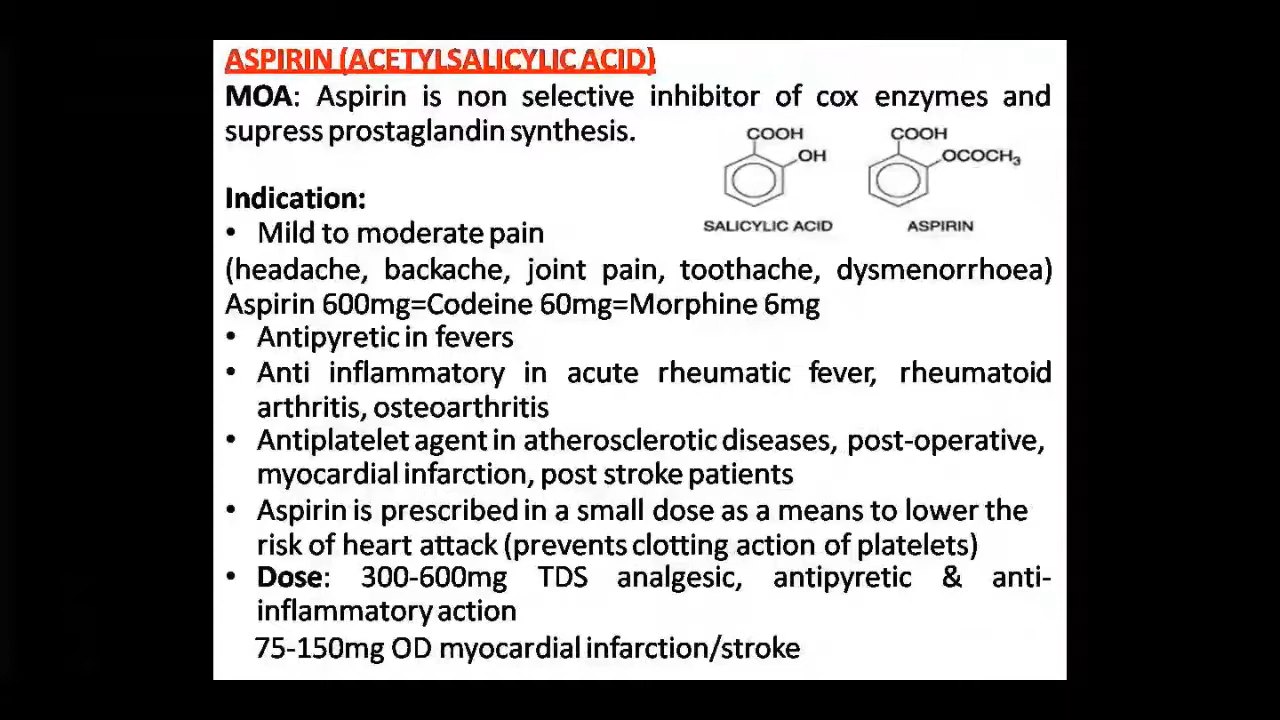 ASPIRIN (ACETYLSALICYLIC ACID)
MOA: Aspirin is non selective inhibitor of cox enzymes and
supress prostaglandin synthesis.
COOH
OH
SALICYLIC ACID
COOH
OCOCH3
ASPIRIN
Indication:
• Mild to moderate pain
(headache, backache, joint pain, toothache, dysmenorrhoea)
Aspirin 600mg=Codeine 60mg=Morphine 6mg
• Antipyretic in fevers
• Anti inflammatory in acute rheumatic fever, rheumatoid
arthritis, osteoarthritis
• Antiplatelet agent in atherosclerotic diseases, post-operative,
myocardial infarction, post stroke patients
• Aspirin is prescribed in a small dose as a means to lower the
risk of heart attack (prevents clotting action of platelets)
• Dose: 300-600mg TDS analgesic, antipyretic & anti-
inflammatory action
75-150mg OD myocardial infarction/stroke